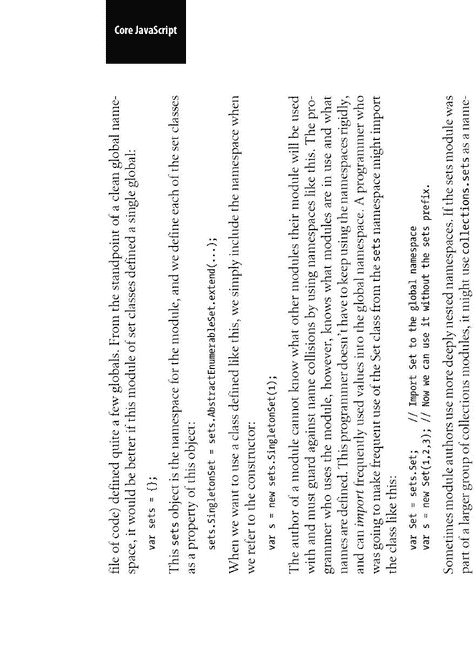 Core JavaScript
file of code) defined quite a few globals. From the standpoint of a clean global name-
space, it would be better if this module of set classes defined a single global:
var sets = {};
This sets object is the namespace for the module, and we define each of the set classes
as a property of this object:
sets.SingletonSet = sets.AbstractEnumerableSet.extend(...);
When we want to use a class defined like this, we simply include the namespace when
we refer to the constructor:
var s = new sets.SingletonSet(1);
The author of a module cannot know what other modules their module will be used
with and must guard against name collisions by using namespaces like this. The pro-
grammer who uses the module, however, knows what modules are in use and what
names are defined. This programmer doesn't have to keep using the namespaces rigidly,
and can import frequently used values into the global namespace. A programmer who
was going to make frequent use of the Set class from the sets namespace might import
the class like this:
var Set = sets.Set; // Import Set to the global namespace
var s = new Set(1,2,3); // Now we can use it without the sets prefix.
Sometimes module authors use more deeply nested namespaces. If the sets module was
part of a larger group of collections modules, it might use collections.sets as a name-